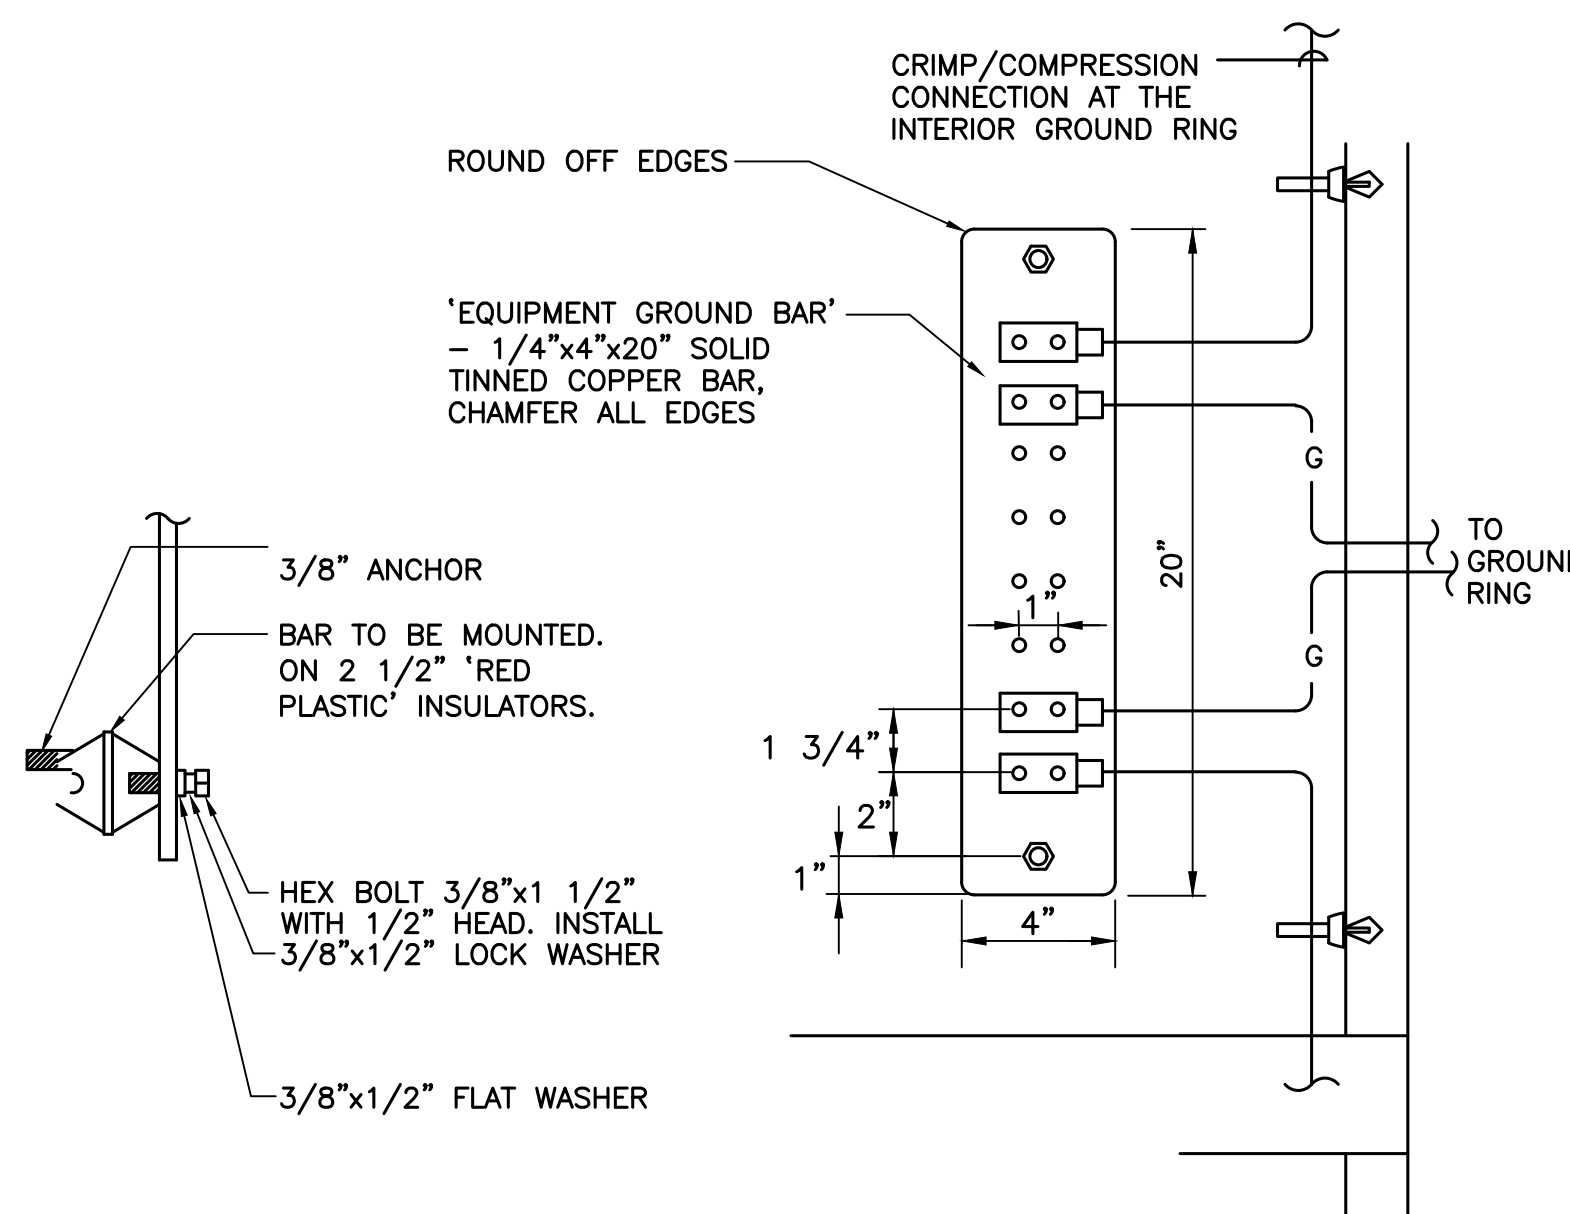 CRIMP/COMPRESSION
CONNECTION AT THE
INTERIOR GROUND RING
ROUND OFF EDGES
‘EQUIPMENT GROUND BAR’
– 1/4”x4”x20” SOLID
TINNED COPPER BAR,
CHAMFER ALL EDGES
G
TO
GROUN
RING
20”
3/8” ANCHOR
1”
BAR TO BE MOUNTED.
ON 2 1/2” ‘RED
PLASTIC’ INSULATORS.
G
1 3/4”
2”
1”
4”
HEX BOLT 3/8”x1 1/2”
WITH 1/2” HEAD. INSTALL
3/8”x1/2” LOCK WASHER
3/8”x1/2” FLAT WASHER